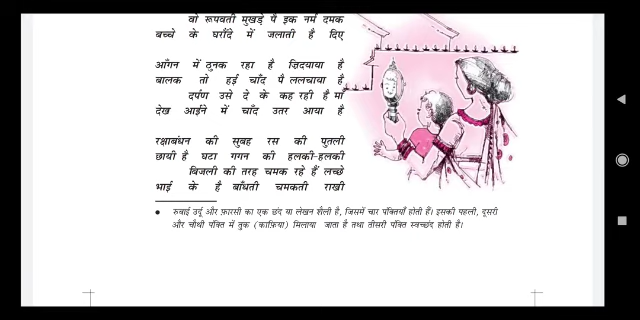 वो रूपवती मुखड़े पै इक नर्म दमक
बच्चे के घरौंदे में जलाती है दिए
आँगन में ठुनक रहा है ज़िदयाया है
बालक तो हई चाँद पै ललचाया है
दर्पण उसे दे के कह रही है माँ
देख आईने में चाँद उतर आया है
रक्षाबंधन की सुबह रस की पुतली
छायी है घटा गगन की हलकी-हलकी
बिजली की तरह चमक रहे हैं लच्छे
भाई के है बाँधती चमकती राखी
● रुबाई उर्दू और फ़ारसी का एक छंद या लेखन शैली है, जिसमें चार पंक्तियाँ होती हैं। इसकी पहली, दूसरी
और चौथी पंक्ति में तुक (काफ़िया) मिलाया जाता है तथा तीसरी पंक्ति स्वच्छंद होती है।